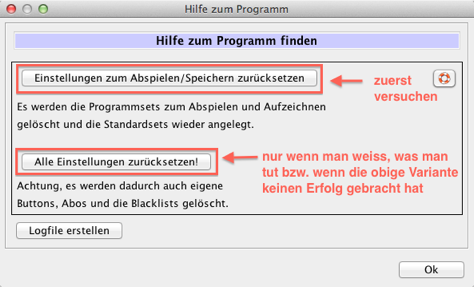 Hilfe zum Programm
Hilfe zum Programm finden
Einstellungen zum Abspielen/Speichern zurücksetzen
zuerst
versuchen
Es werden die Programmsets zum Abspielen und Aufzeichnen
gelöscht und die Standardsets wieder angelegt.
Alle Einstellungen zurücksetzen!
nur wenn man weiss, was man
tut bzw. wenn die obige Variante
keinen Erfolg gebracht hat
Achtung, es werden dadurch auch eigene
Buttons, Abos und die Blacklists gelöscht.
Logfile erstellen
Ok